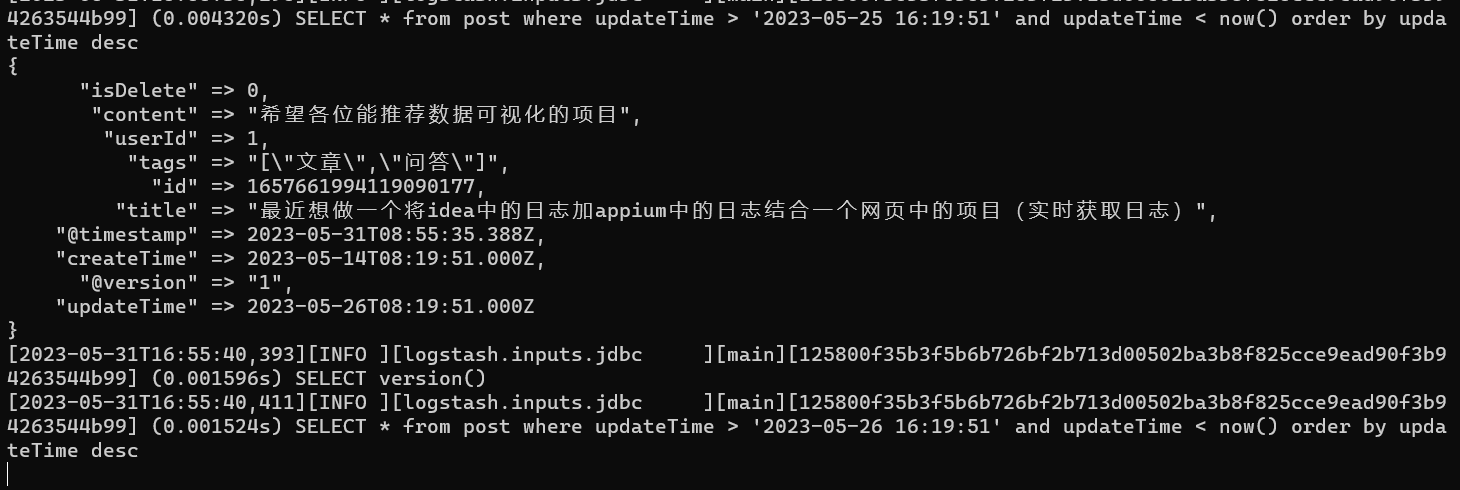 4263544b99] (0.004320s) SELECT * from post where updateTime > '2023-05-25 16:19:51' and updateTime < now() order by upda
teTime desc
{
"isDelete" => 0,
"content" => "希望各位能推荐数据可视化的项目",
"userId" => 1,
"tags" => "[\"文章\",\"问答\"]",
"id" => 1657661994119090177,
"title" => "最近想做一个将idea中的日志加appium中的日志结合一个网页中的项目（实时获取日志）",
"@timestamp" => 2023-05-31T08:55:35.388Z,
"createTime" => 2023-05-14T08:19:51.000Z,
"@version" => "1",
"updateTime" => 2023-05-26T08:19:51.000Z
}
[2023-05-31T16:55:40,393][INFO ][logstash.inputs.jdbc     ][main][125800f35b3f5b6b726bf2b713d00502ba3b8f825cce9ead90f3b9
4263544b99] (0.001596s) SELECT version()
[2023-05-31T16:55:40,411][INFO ][logstash.inputs.jdbc     ][main][125800f35b3f5b6b726bf2b713d00502ba3b8f825cce9ead90f3b9
4263544b99] (0.001524s) SELECT * from post where updateTime > '2023-05-26 16:19:51' and updateTime < now() order by upda
teTime desc